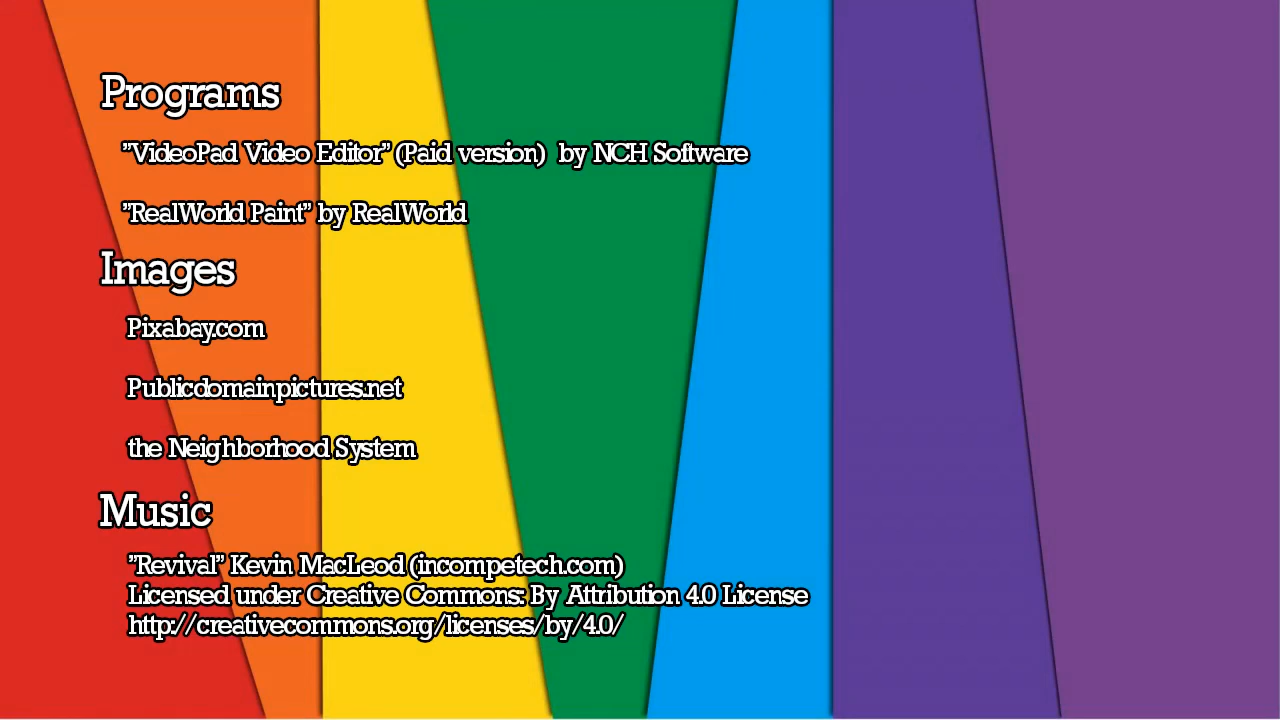 Programs
"VideoPad Video Editor" (Paid version) by NCH Software
"RealWorld Paint" by RealWorld
Images
Pixabay.com
Publicdomainpictures.net
the Neighborhood System
Music
"Revival" Kevin MacLeod (incompetech.com)
Licensed under Creative Commons: By Attribution 4.0 License
http://creativecommons.org/licenses/by/4.0/